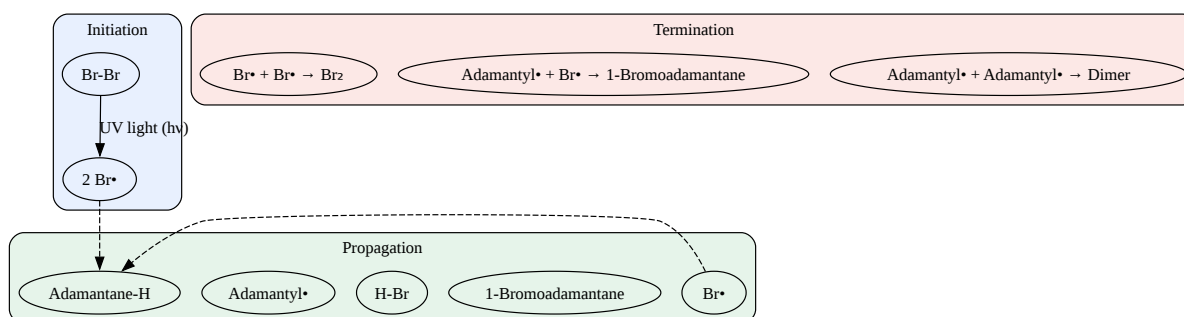 Initiation
Termination
Br-Br
Br• + Br• → Br₂
Adamantyl• + Br• → 1-Bromoadamantane
Adamantyl• + Adamantyl• → Dimer
UV light (hν)
2 Br•
Propagation
Adamantane-H
Adamantyl•
H-Br
1-Bromoadamantane
Br•